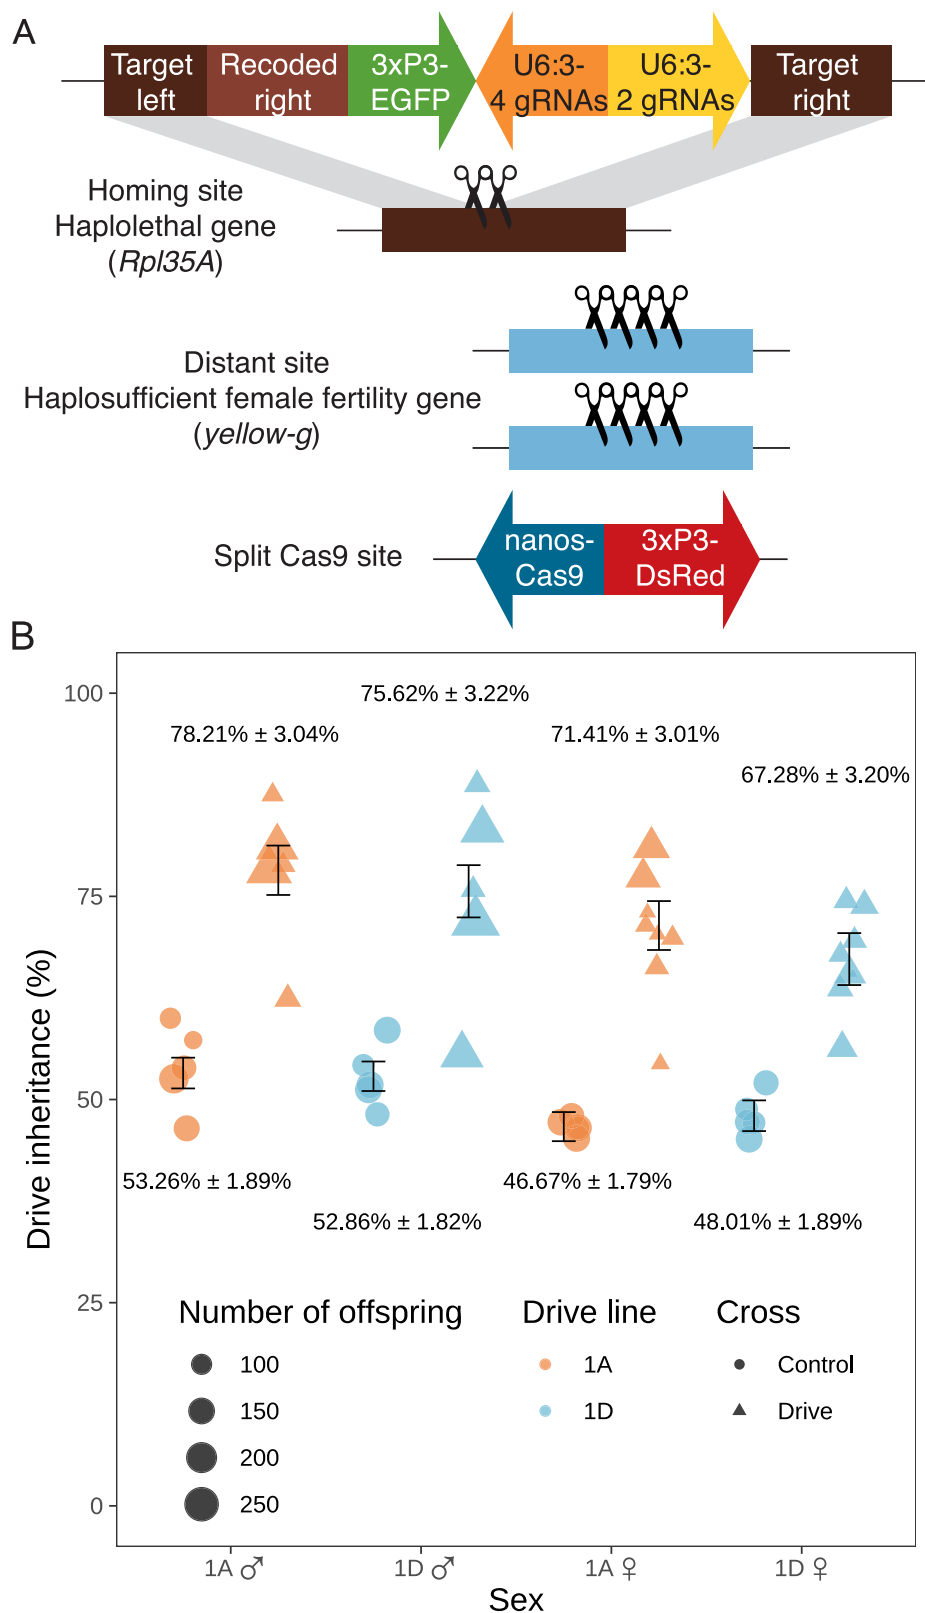 A
Target left
Recoded right
3xP3-EGFP
U6:3-4 gRNAs
U6:3-2 gRNAs
Target right
Homing site
Haplolethal gene
(Rpl35A)
Distant site
Haplosufficient female fertility gene
(yellow-g)
Split Cas9 site
nanos-Cas9
3xP3-DsRed
B
Drive inheritance (%)
100
75
50
25
0
75.62% ± 3.22%
78.21% ± 3.04%
71.41% ± 3.01%
67.28% ± 3.20%
53.26% ± 1.89%
46.67% ± 1.79%
52.86% ± 1.82%
48.01% ± 1.89%
Number of offspring
100
150
200
250
Drive line
1A
1D
Cross
Control
Drive
1A ♂
1D ♂
1A ♀
1D ♀
Sex